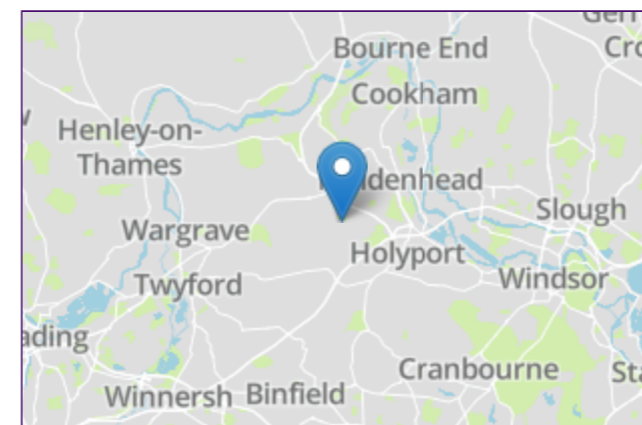 Bourne End
Cookham
Henley-on-
Thames
Wargrave
Slough
Holyport
Windsor
Twyford
Cranbourne
Winnersh
Binfield